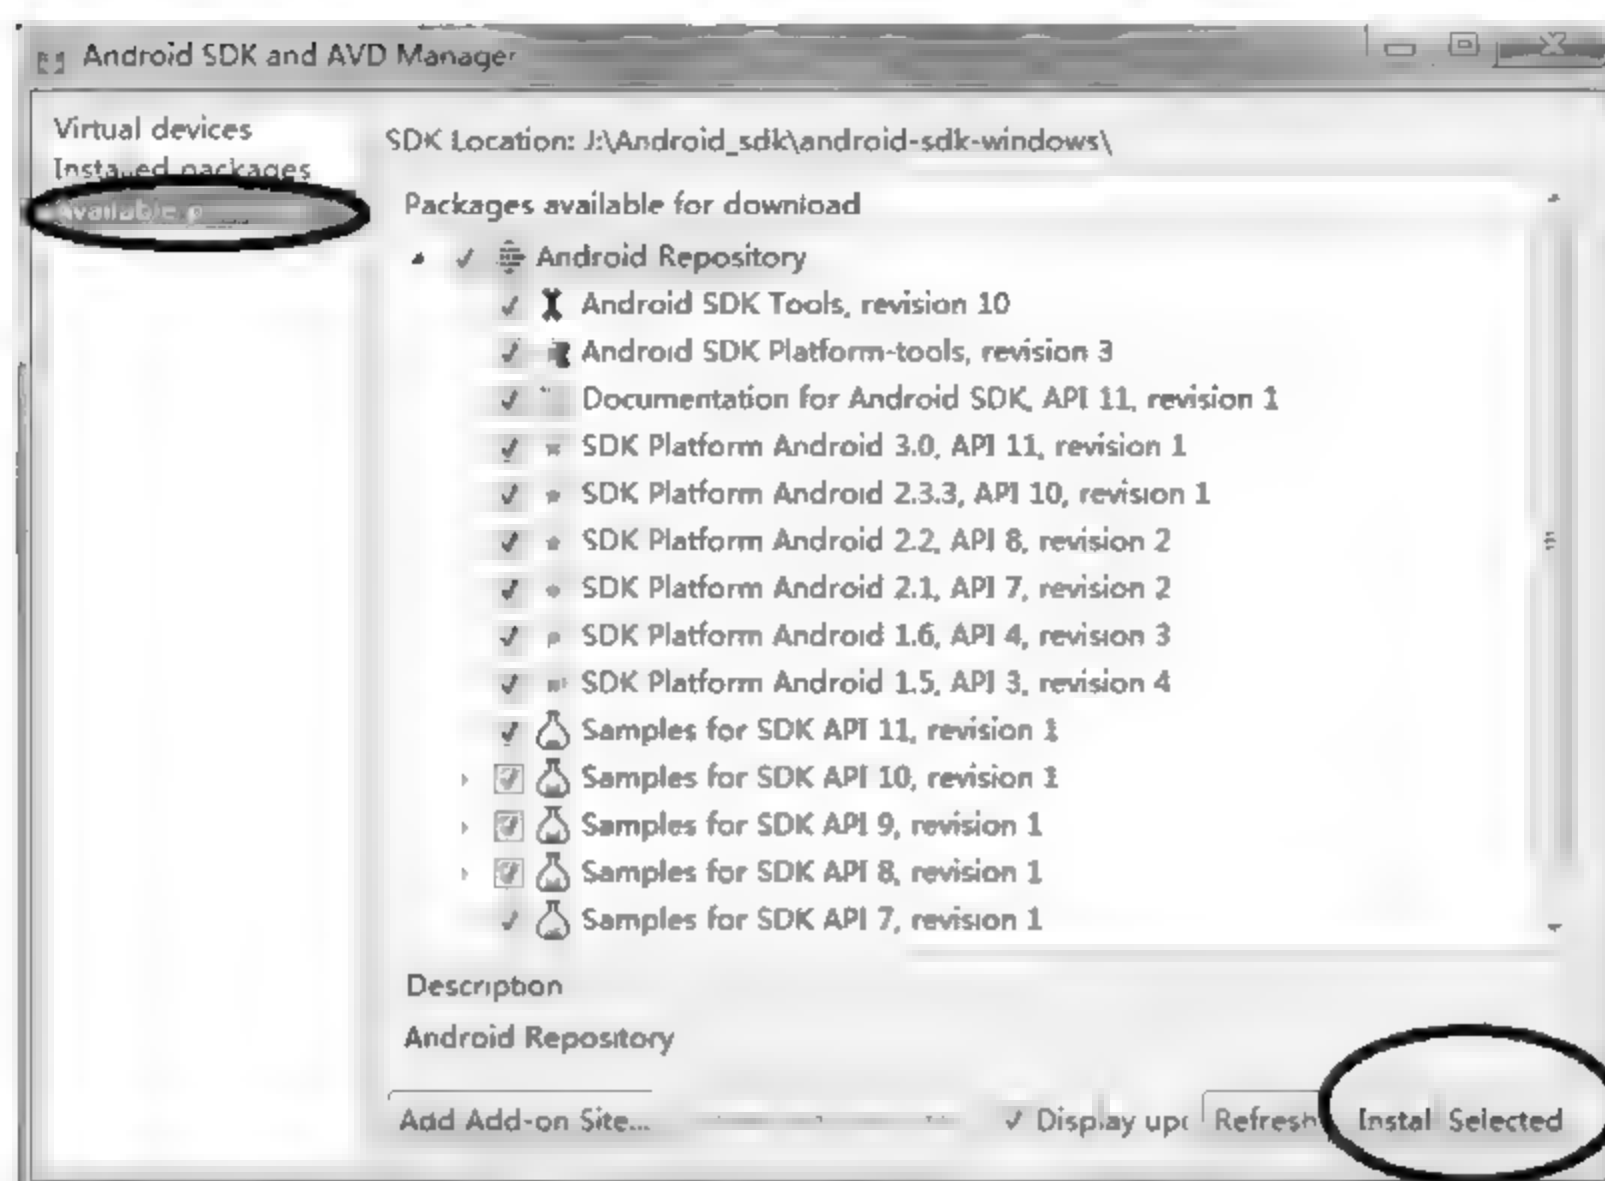 Android SDK and AVD Manager
Virtual devices
Installed packages
Available p
SDK Location: J:\Android_sdk\android-sdk-windows\
Packages available for download
Android Repository
Android SDK Tools, revision 10
Android SDK Platform-tools, revision 3
Documentation for Android SDK, API 11, revision 1
SDK Platform Android 3.0, API 11, revision 1
SDK Platform Android 2.3.3, API 10, revision 1
SDK Platform Android 2.2, API 8, revision 2
SDK Platform Android 2.1, API 7, revision 2
SDK Platform Android 1.6, API 4, revision 3
SDK Platform Android 1.5, API 3, revision 4
Samples for SDK API 11, revision 1
Samples for SDK API 10, revision 1
Samples for SDK API 9, revision 1
Samples for SDK API 8, revision 1
Samples for SDK API 7, revision 1
Description
Android Repository
Add Add-on Site... Display upd Refresh Install Selected